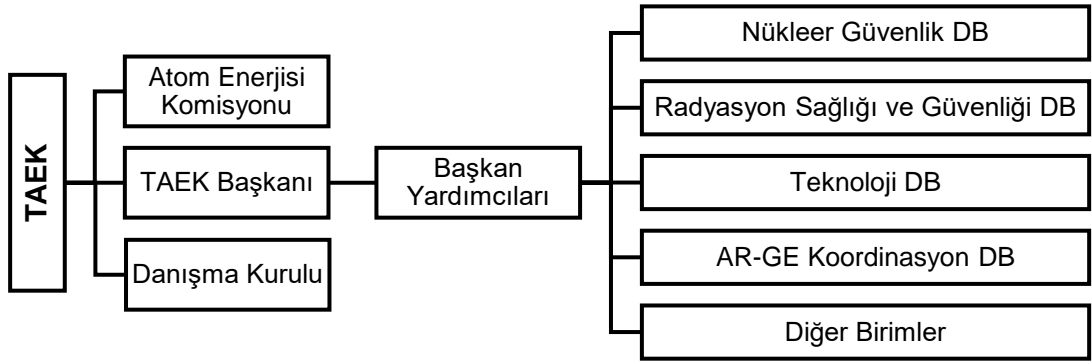 TAEK
Atom Enerjisi
Komisyonu
TAEK Başkanı
Danışma Kurulu
Başkan
Yardımcıları
Nükleer Güvenlik DB
Radyasyon Sağlığı ve Güvenliği DB
Teknoloji DB
AR-GE Koordinasyon DB
Diğer Birimler